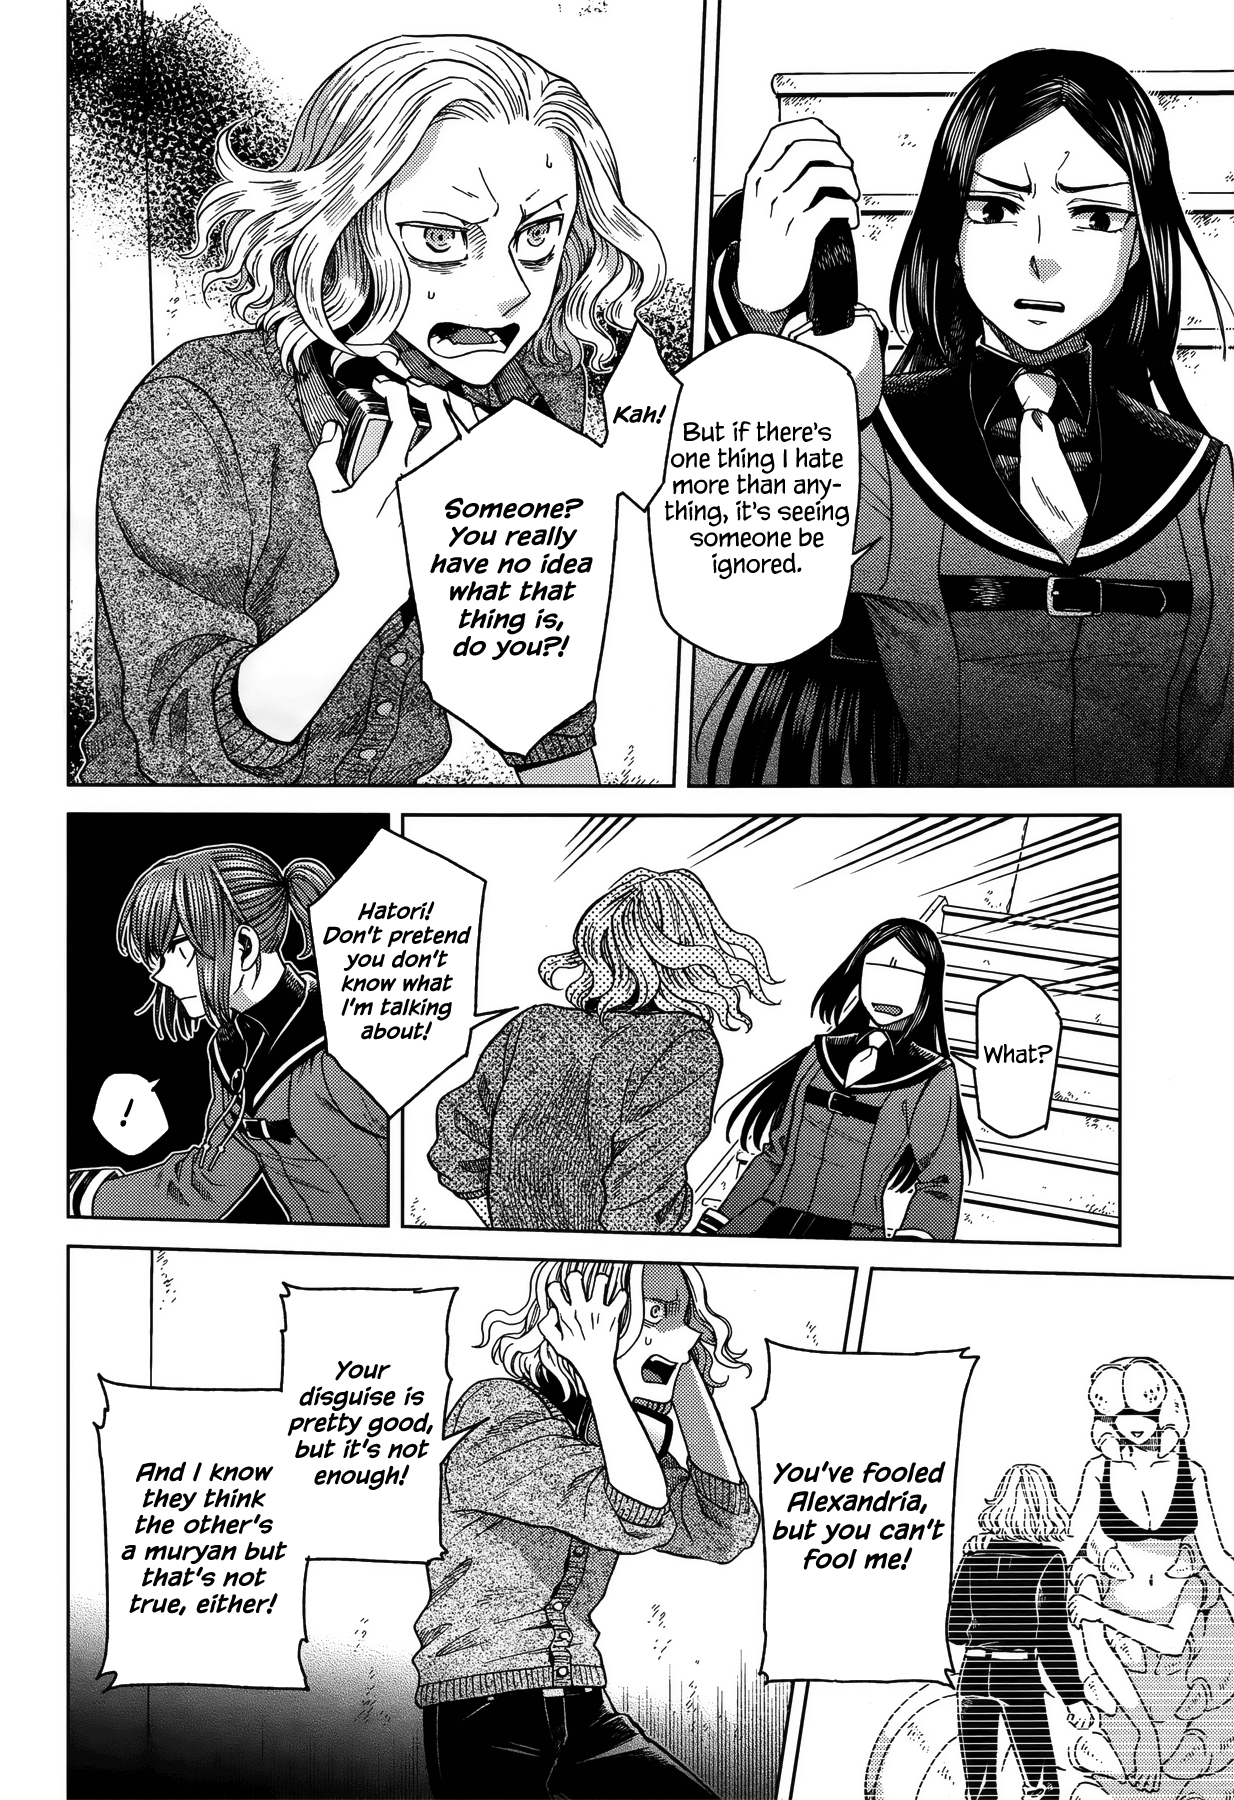 But if there's
one thing I hate
more than any-
thing, it's seeing
someone be
ignored.
Kah!
Someone?
You really
have no idea
what that
thing is,
do you?!
What?
Hatori!
Don't pretend
you don't
know what
I'm talking
about!
!
You've fooled
Alexandria,
but you can't
fool me!
Your
disguise is
pretty good,
but it's not
enough!
And I know
they think
the other's
a muryan but
that's not
true, either!